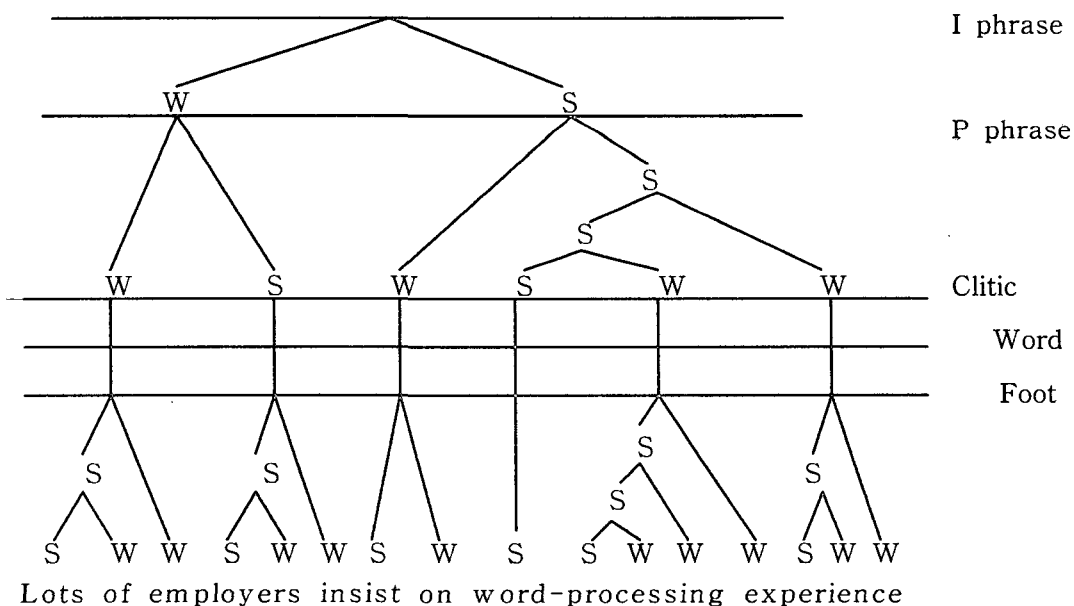 I phrase
W S
P phrase
S
S
W S W S W W Clitic
Word
Foot
S S S S
S
S W W S W W S W S S W W W S W W
Lots of employers insist on word-processing experience